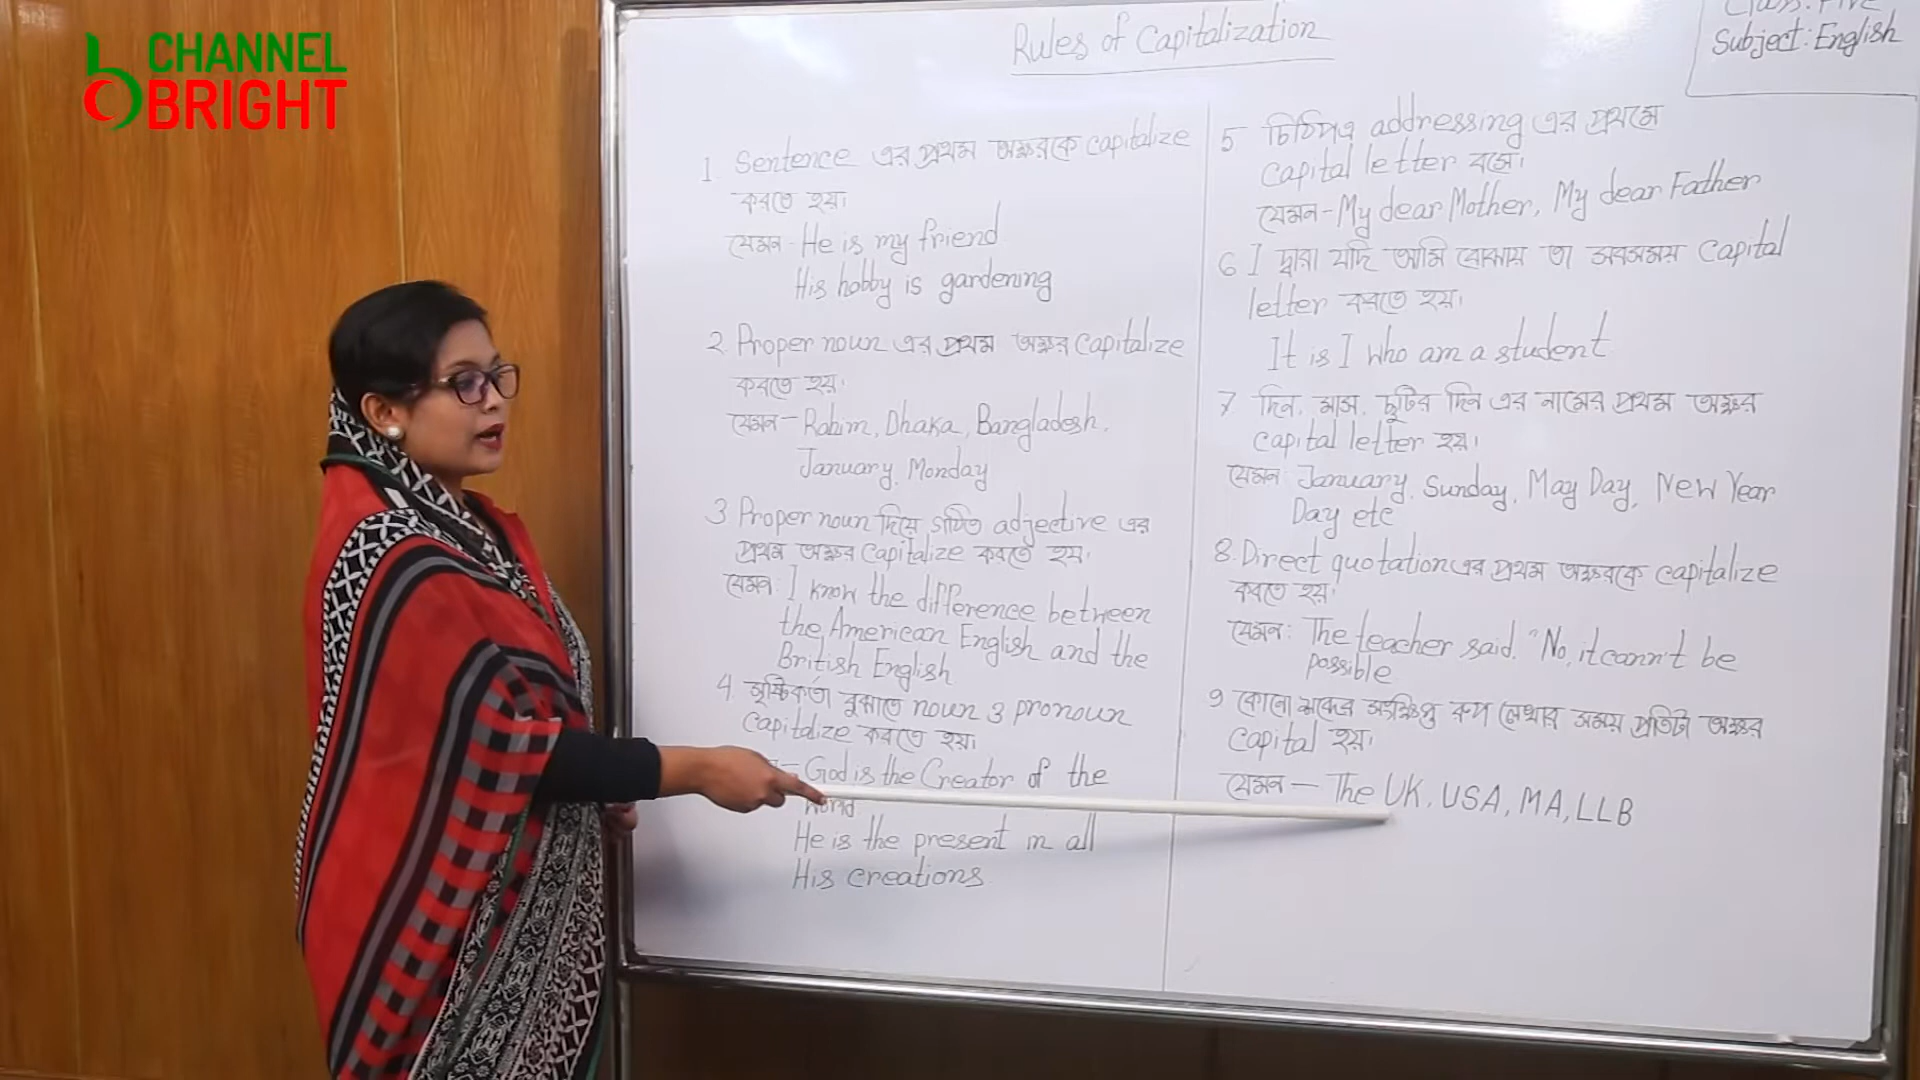 CHANNEL
BRIGHT
Rules of Capitalization
Class: Five
Subject: English
1 Sentence এর প্রথম অক্ষরকে capitalize
করতে হয়।
যেমন- He is my friend
His hobby is gardening
2. Proper noun এর প্রথম অক্ষর capitalize
করতে হয়।
যেমন- Rahim, Dhaka, Bangladesh,
January, Monday
3 Proper noun দিয়ে গঠিত adjective এর
প্রথম অক্ষর capitalize করতে হয়।
যেমন: I know the difference between
the American English and the
British English
4 সৃষ্টিকর্তা বুঝাতে noun ও pronoun
capitalize করতে হয়।
- God is the Creator of the
World
He is the present in all
His creations
5 চিঠিপত্র addressing এর প্রথমে
capital letter বসে।
যেমন- My dear Mother, My dear Father
6 I দ্বারা যদি আমি বোঝায় তা সবসময় capital
letter করতে হয়।
It is I who am a student
7. দিন, মাস, ছুটির দিন এর নামের প্রথম অক্ষর
capital letter হয়।
যেমন: January, Sunday, May Day, New Year
Day etc
8. Direct quotation এর প্রথম অক্ষরকে capitalize
করতে হয়।
যেমন: The teacher said. "No, it cann't be
possible
9 কোনো শব্দের সংক্ষিপ্ত রুপ লেখার সময় প্রতিটা অক্ষর
capital হয়।
যেমন - The UK, USA, MA, LLB